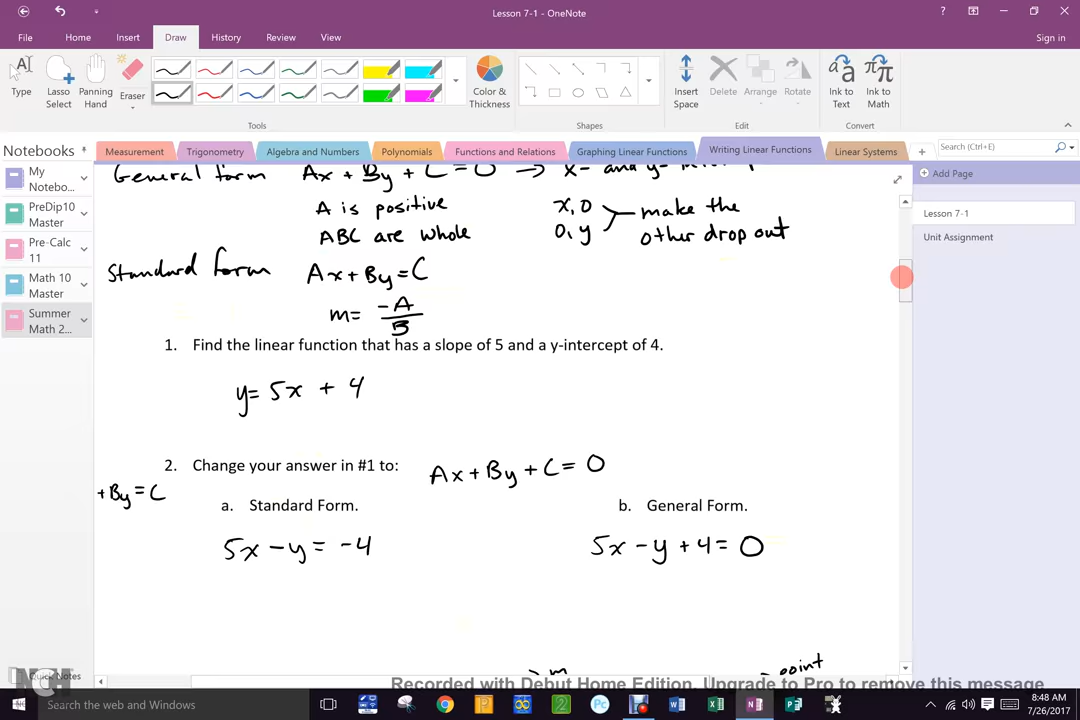 Lesson 7-1 - OneNote
?
Sign in
File Home Insert Draw History Review View
Type
Lasso Select
Panning Hand
Eraser
Color & Thickness
Insert Space
Delete
Arrange
Rotate
Ink to Text
Ink to Math
Tools
Shapes
Edit
Convert
Notebooks
Measurement Trigonometry Algebra and Numbers Polynomials Functions and Relations Graphing Linear Functions Writing Linear Functions Linear Systems
Search (Ctrl+E)
My Notebo...
PreDip10 Master
Pre-Calc 11
Math 10 Master
Summer Math 2...
Quick Notes
Add Page
Lesson 7-1
Unit Assignment
General form Ax + By + C = 0 → x- and y-
A is positive x,0 make the
ABC are whole 0,y other drop out
Standard form Ax + By = C
m= -A/B
1. Find the linear function that has a slope of 5 and a y-intercept of 4.
y= 5x + 4
2. Change your answer in #1 to: Ax + By + C = 0
+By = C
a. Standard Form. b. General Form.
5x - y = -4 5x - y + 4 = 0
m point
NCH
Recorded with Debut Home Edition. Upgrade to Pro to remove this message
Search the web and Windows
8:48 AM
7/26/2017